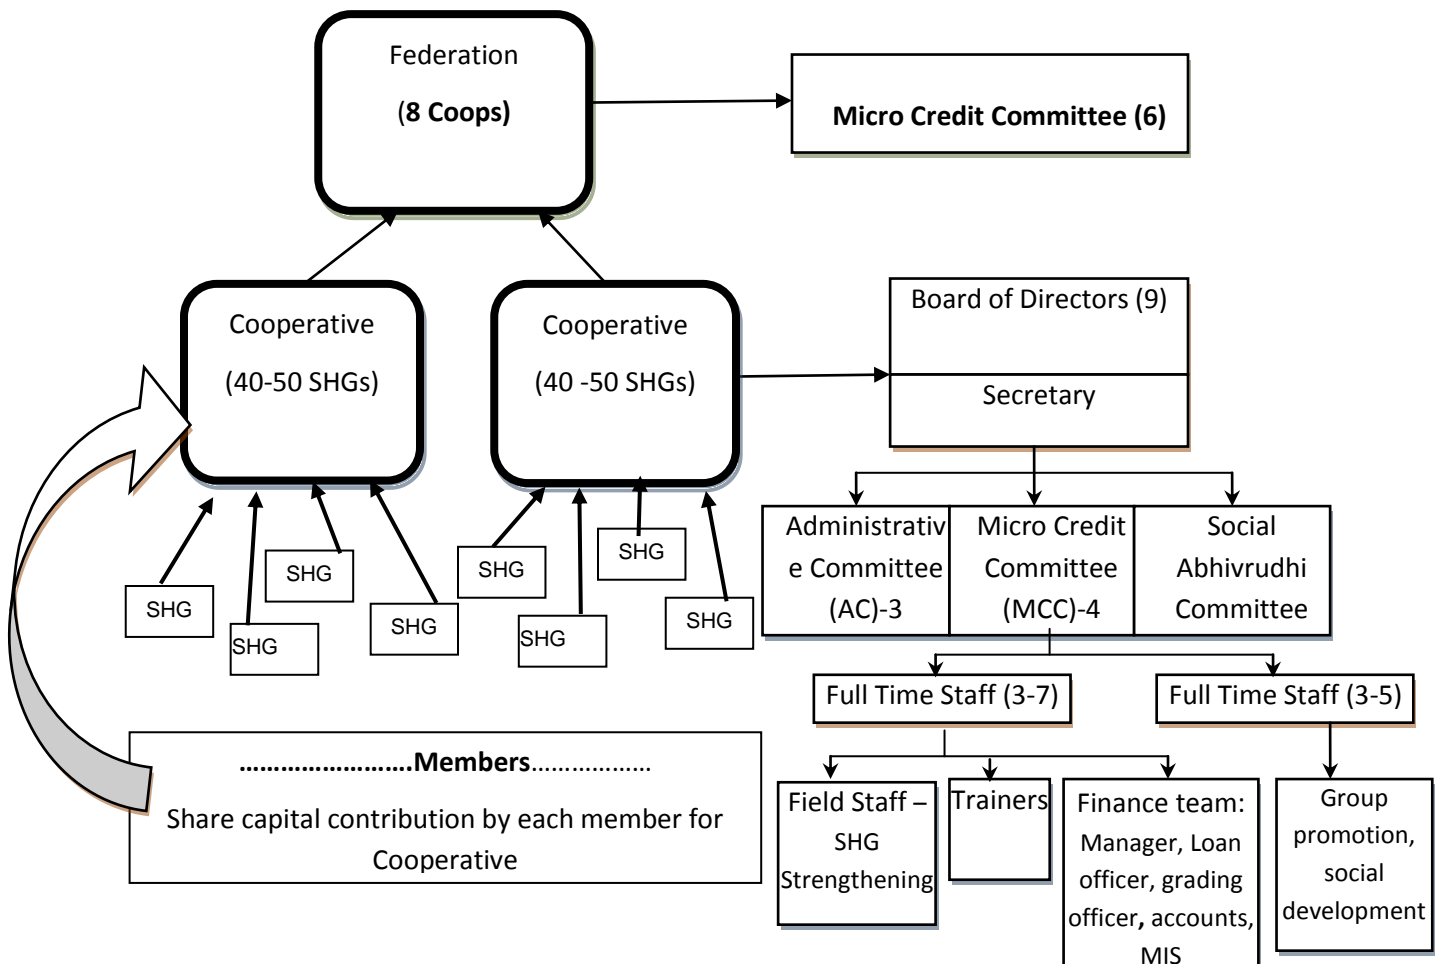 Federation
(8 Coops)
Micro Credit Committee (6)
Cooperative
(40-50 SHGs)
Cooperative
(40 -50 SHGs)
Board of Directors (9)
Secretary
SHG
SHG
SHG
SHG
SHG
SHG
SHG
SHG
Administrativ
e Committee
(AC)-3
Micro Credit
Committee
(MCC)-4
Social
Abhivrudhi
Committee
Full Time Staff (3-7)
Full Time Staff (3-5)
…………………….Members………………
Share capital contribution by each member for
Cooperative
Field Staff –
SHG
Strengthening
Trainers
Finance team:
Manager, Loan
officer, grading
officer, accounts,
MIS
Group
promotion,
social
development